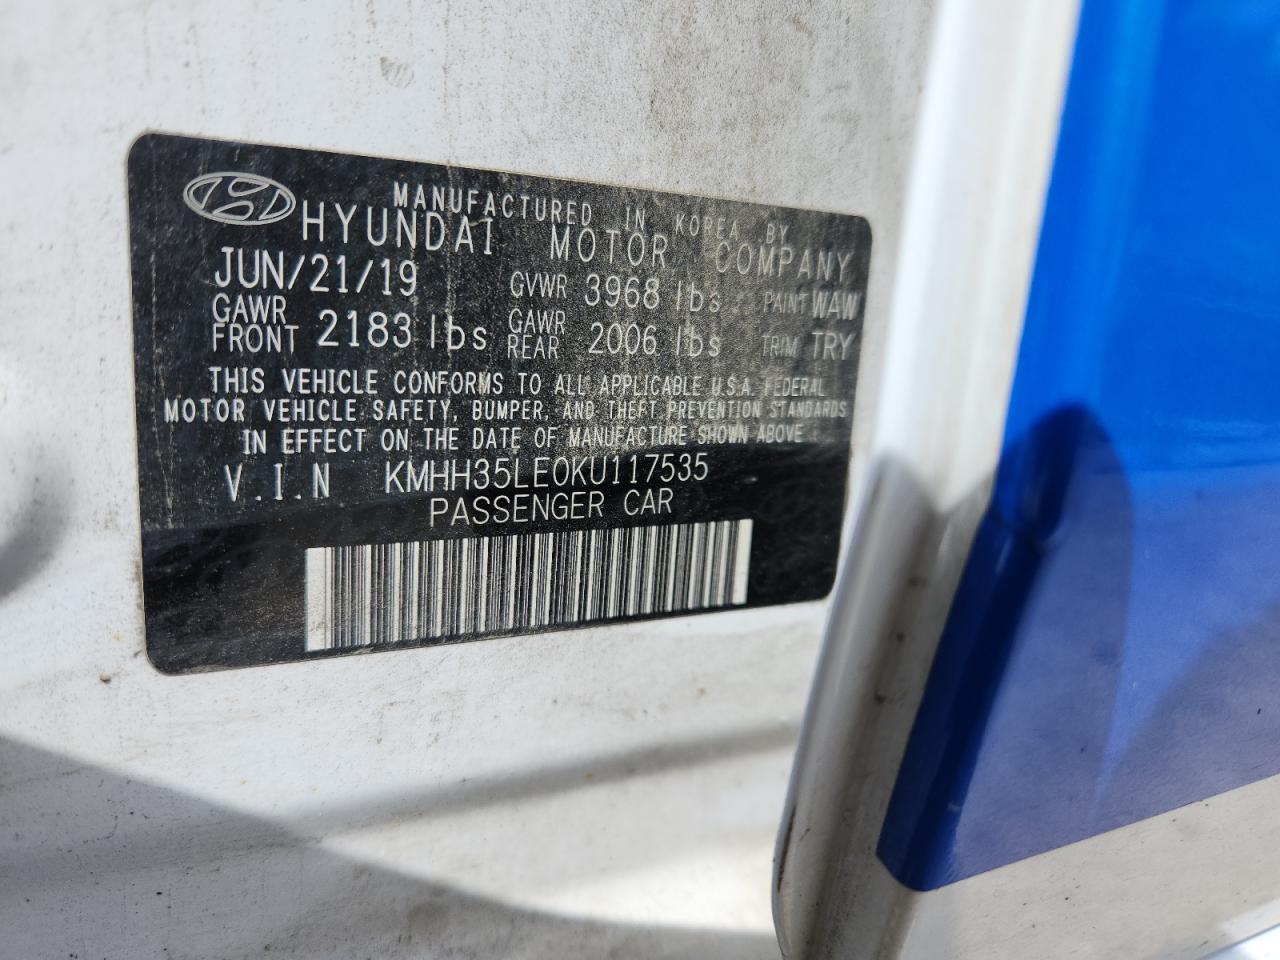 MANUFACTURED IN KOREA BY
HYUNDAI MOTOR COMPANY
JUN/21/19 GVWR 3968 lbs PAINT WAW
GAWR FRONT 2183 lbs GAWR REAR 2006 lbs TRIM TRY
THIS VEHICLE CONFORMS TO ALL APPLICABLE U.S.A. FEDERAL
MOTOR VEHICLE SAFETY, BUMPER, AND THEFT PREVENTION STANDARDS
IN EFFECT ON THE DATE OF MANUFACTURE SHOWN ABOVE
V.I.N KMHH35LE0KU117535
PASSENGER CAR